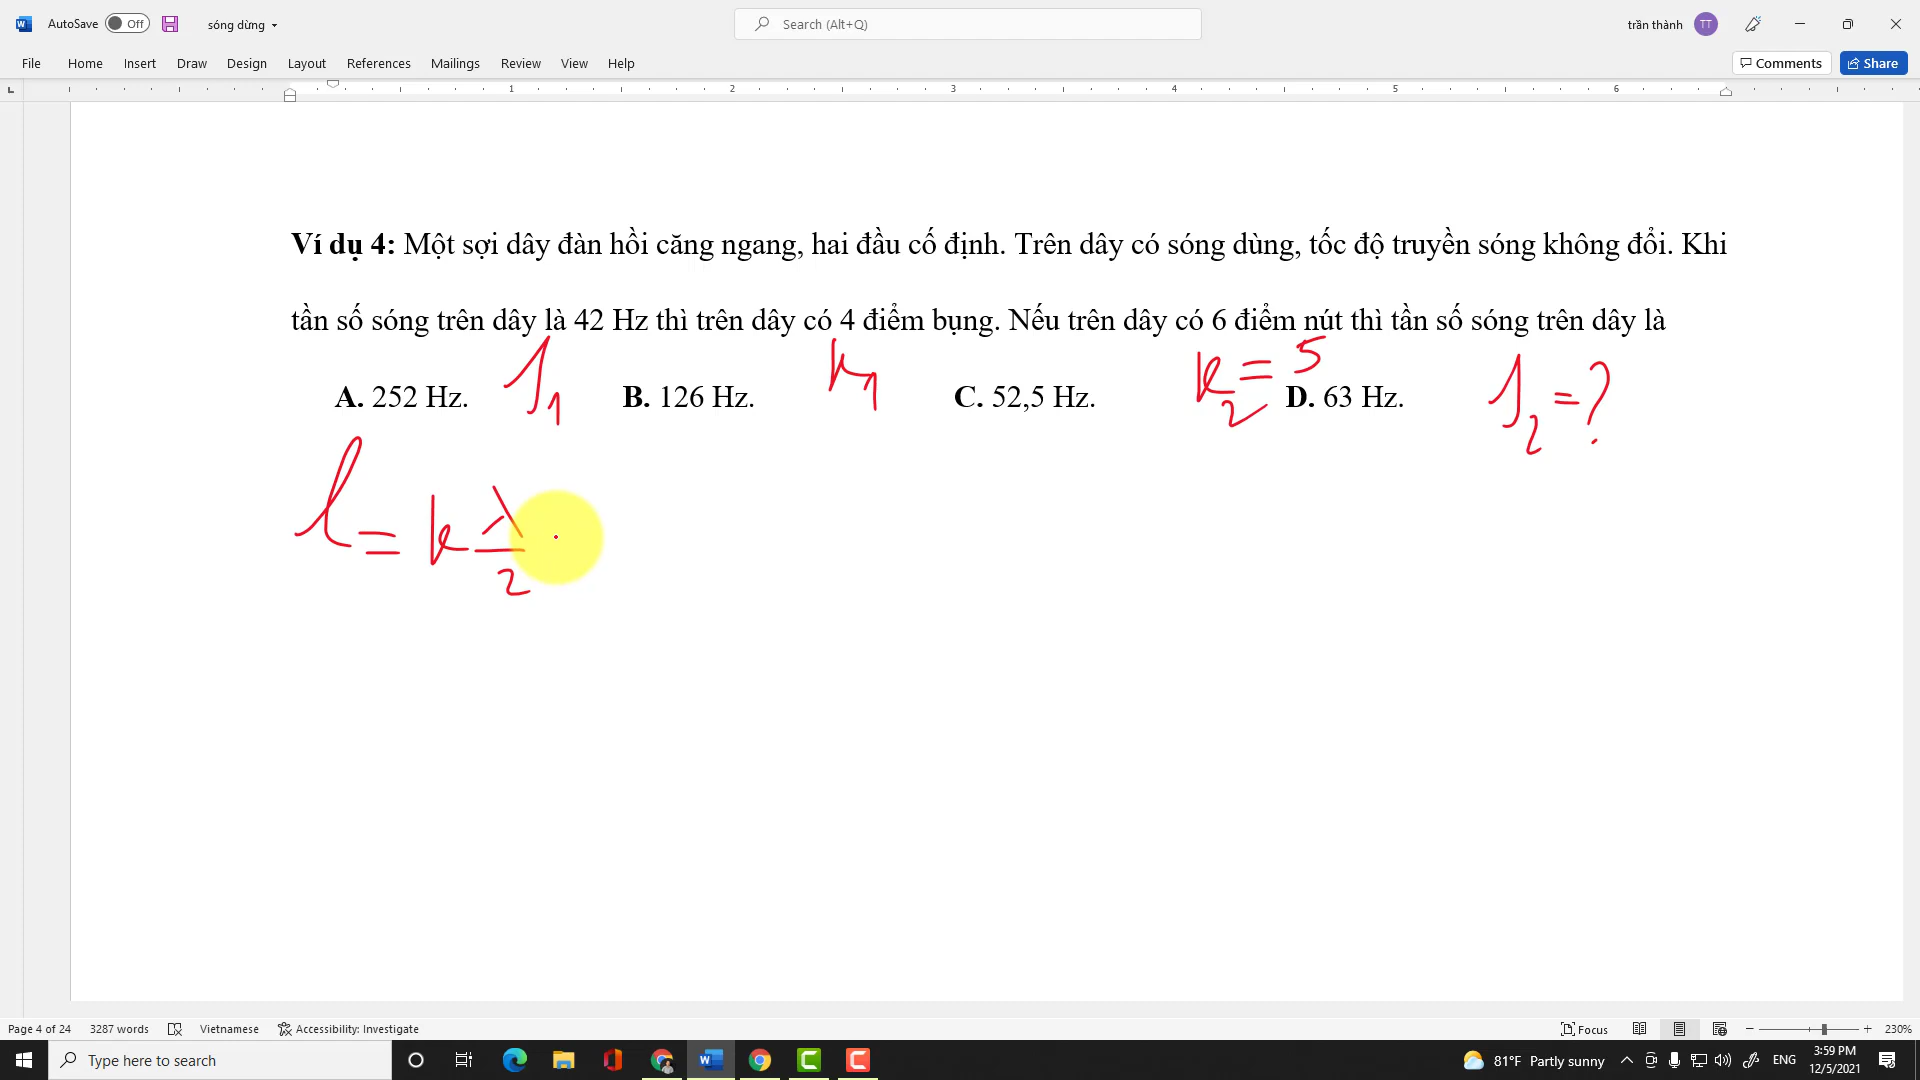 AutoSave Off sóng dừng Search (Alt+Q) trần thành TT
File Home Insert Draw Design Layout References Mailings Review View Help Comments Share
1 2 3 4 5 6
Ví dụ 4: Một sợi dây đàn hồi căng ngang, hai đầu cố định. Trên dây có sóng dùng, tốc độ truyền sóng không đổi. Khi
tần số sóng trên dây là 42 Hz thì trên dây có 4 điểm bụng. Nếu trên dây có 6 điểm nút thì tần số sóng trên dây là
f₁ k₁ k₂ = 5 f₂ = ?
A. 252 Hz. B. 126 Hz. C. 52,5 Hz. D. 63 Hz.
l = k λ/2
Page 4 of 24 3287 words Vietnamese Accessibility: Investigate Focus 230%
Type here to search 81°F Partly sunny ENG 3:59 PM
12/5/2021